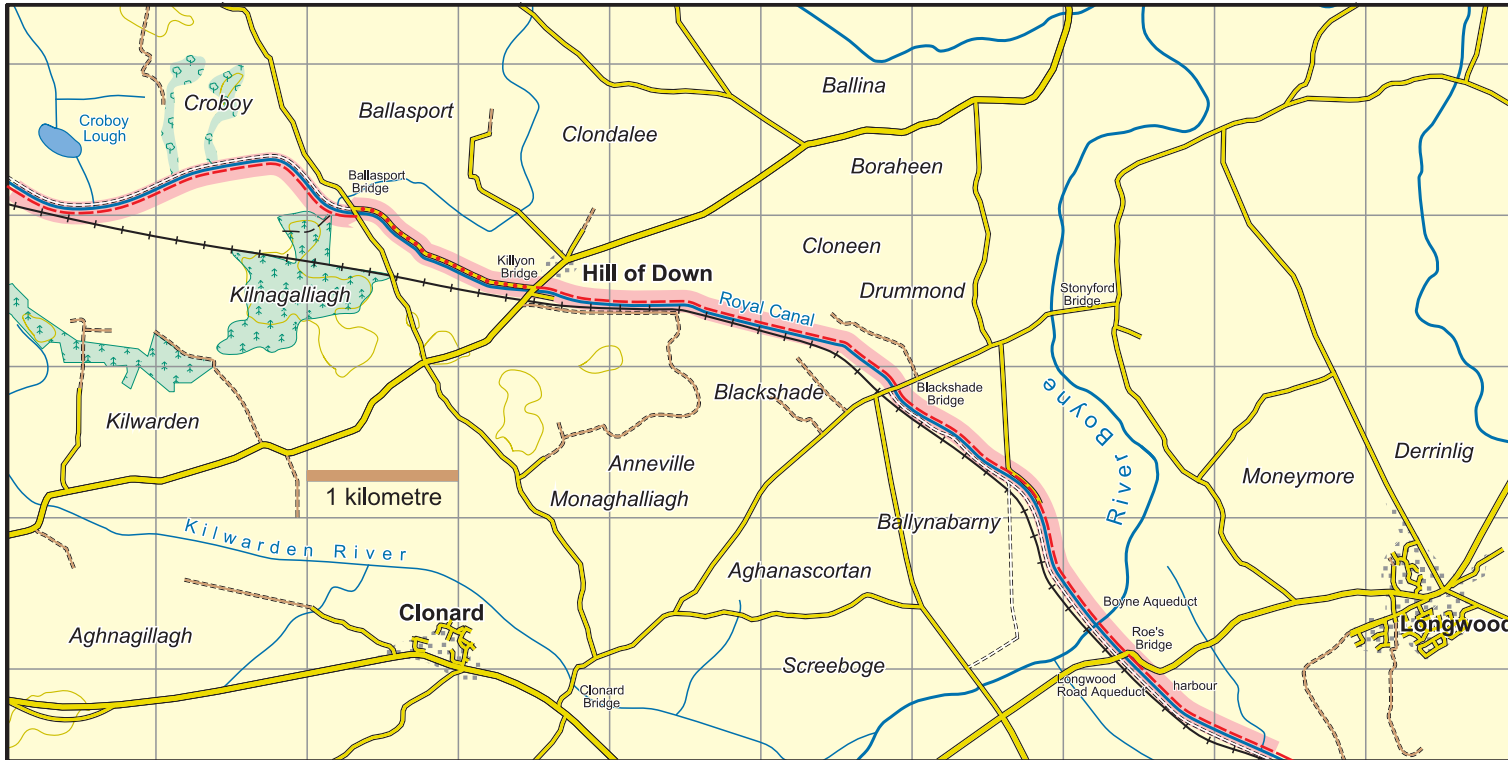 Ballina
Croboy
Ballasport
Croboy
Lough
Clondalee
Boraheen
Ballasport
Bridge
Cloneen
Killyon
Bridge
Hill of Down
Kilnagalliagh
Drummond
Stonyford
Bridge
Royal Canal
Blackshade
Blackshade
Bridge
River Boyne
Kilwarden
Anneville
Derrinlig
Moneymore
1 kilometre
Monaghalliagh
River
Ballynabarny
Kilwarden River
Aghanascortan
Clonard
Boyne Aqueduct
Longwood
Aghnagillagh
Roe's
Bridge
Screeboge
Longwood
Road Aqueduct
harbour
Clonard
Bridge